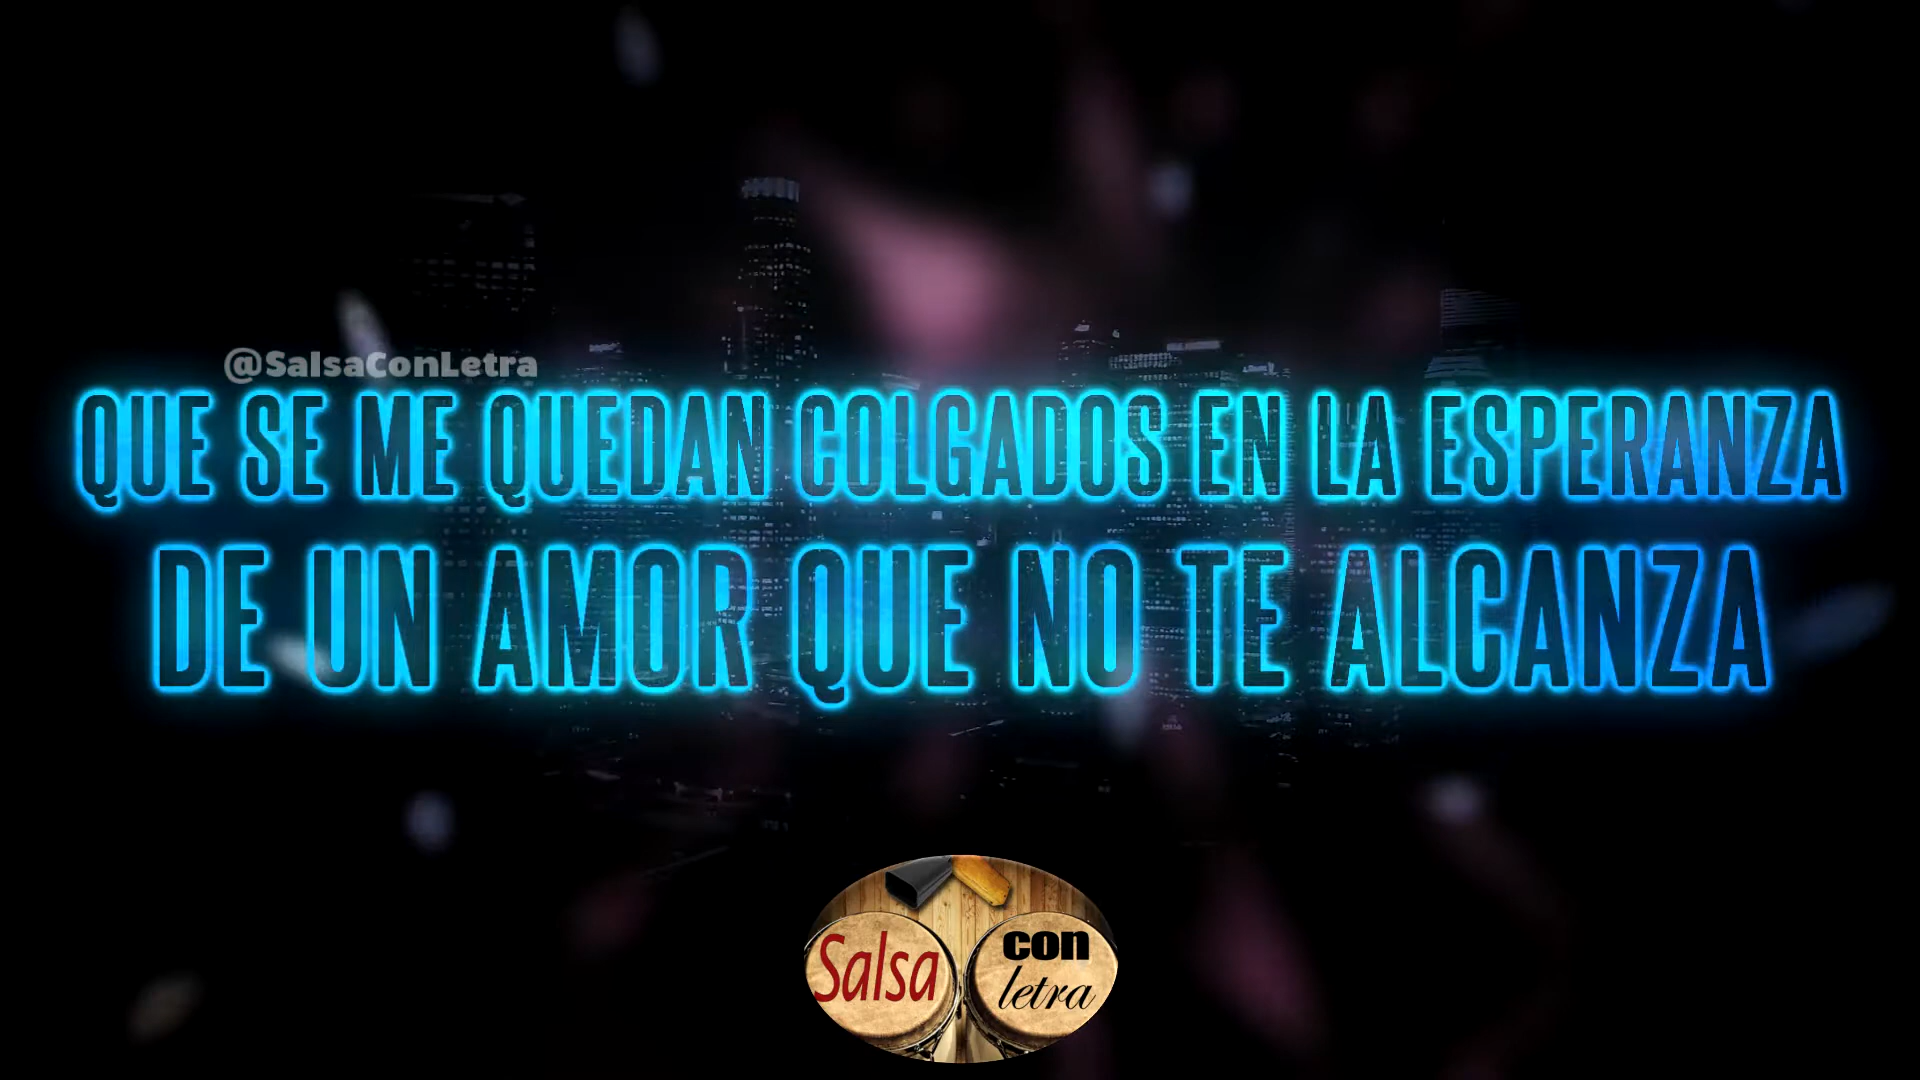 @SalsaConLetra
QUE SE ME QUEDAN COLGADOS EN LA ESPERANZA
DE UN AMOR QUE NO TE ALCANZA
Salsa
con
letra